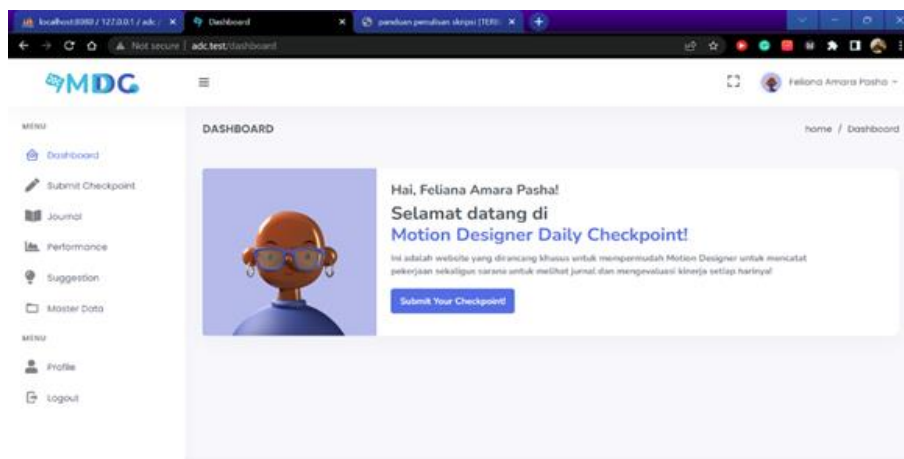 localhost:8080 / 127.0.0.1 / adc /
Dashboard
panduan penulisan skripsi [TERB
Not secure
adc.test/dashboard
MDC
Feliana Amara Pasha
MENU
Dashboard
Submit Checkpoint
Journal
Performance
Suggestion
Master Data
MENU
Profile
Logout
DASHBOARD
home / Dashboard
Hai, Feliana Amara Pasha!
Selamat datang di
Motion Designer Daily Checkpoint!
Ini adalah website yang dirancang khusus untuk mempermudah Motion Designer untuk mencatat
pekerjaan sekaligus sarana untuk melihat jurnal dan mengevaluasi kinerja setiap harinya!
Submit Your Checkpoint!